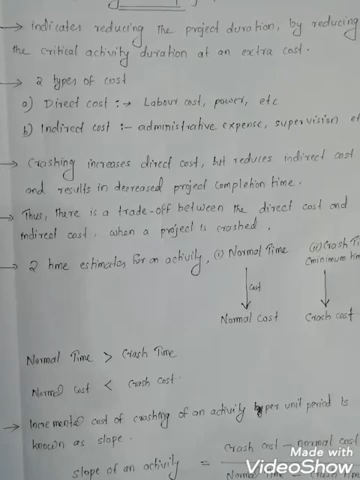 → Indicates reducing the project duration, by reducing
the critical activity duration at an extra cost.
→ 2 types of cost
a) Direct cost :→ Labour cost, power, etc
b) Indirect cost :- administrative expense, supervision et
→ Crashing increases direct cost, but reduces indirect cost
and results in decreased project completion time.
→ Thus, there is a trade-off between the direct cost and
indirect cost, when a project is crashed.
→ 2 time estimates for an activity, (i) Normal Time (ii) Crash Ti
(minimum tim
cost
Normal Cost Crash cost
Normal Time > Crash Time
Normal Cost < Crash cost.
→ Incremental cost of crashing of an activity per unit period is
known as slope.
Crash cost - normal cost
slope of an activity =
Normal Time - Crash time
Made with
VideoShow